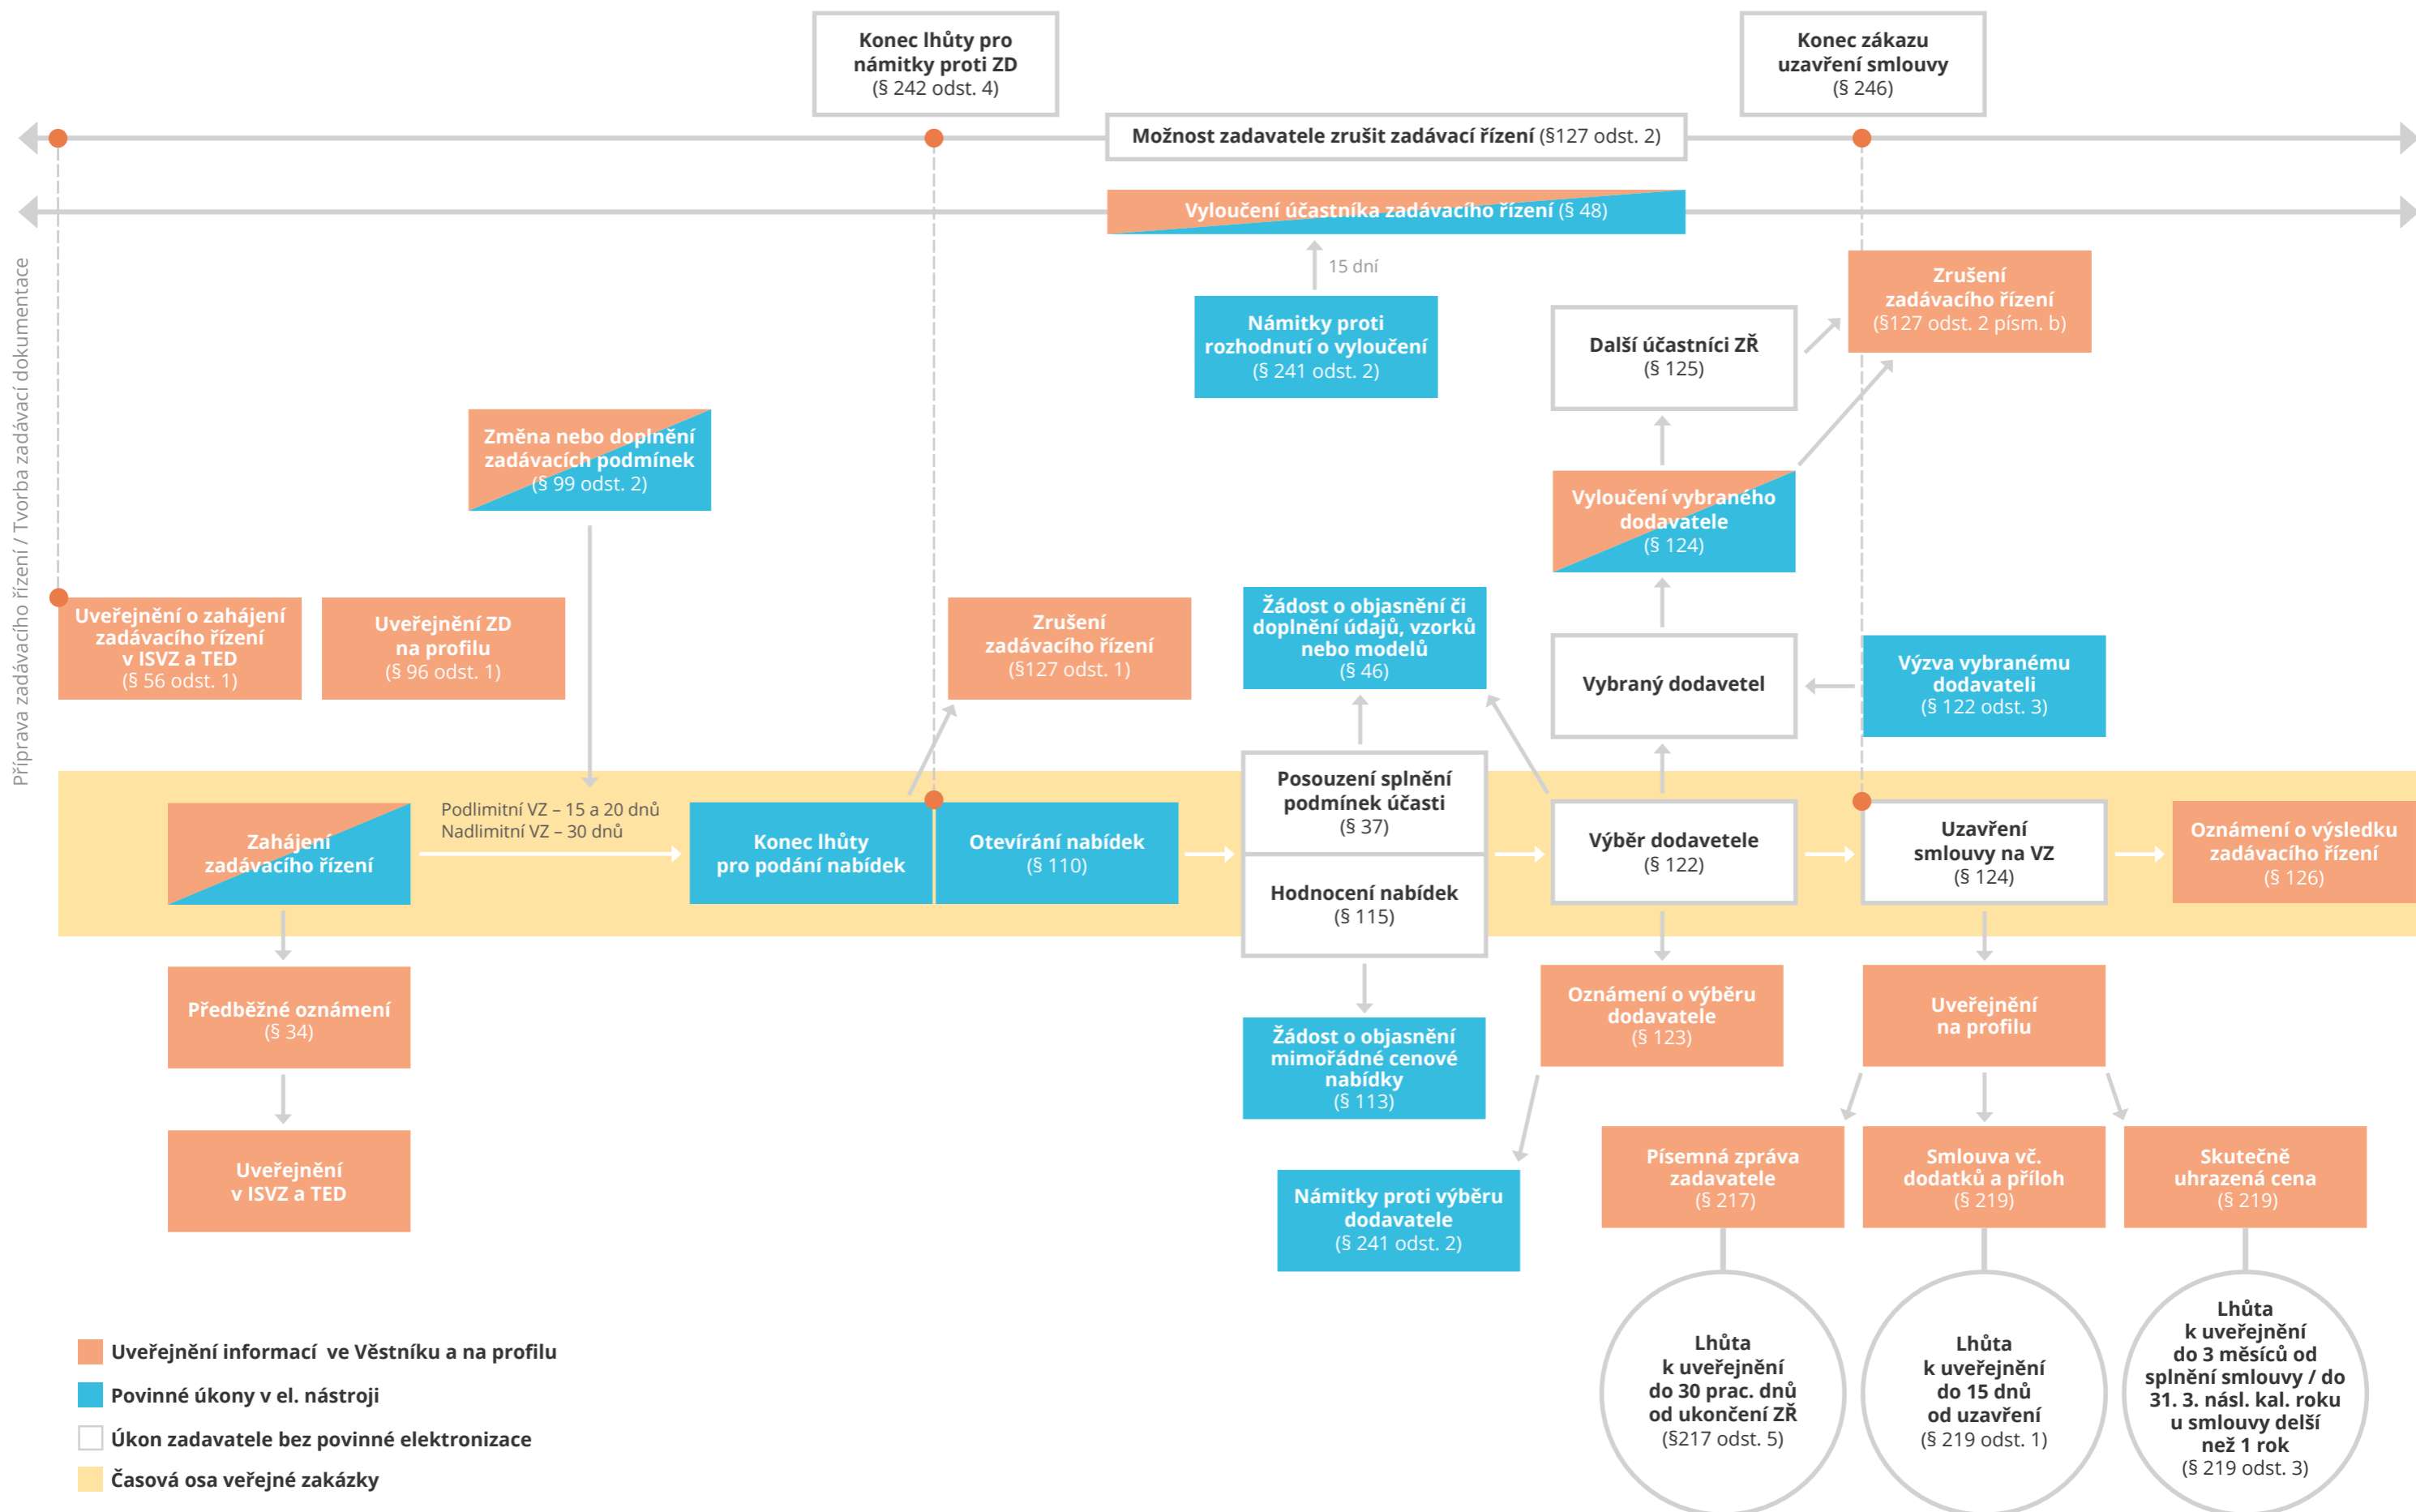 Konec lhůty pro
námitky proti ZD
(§ 242 odst. 4)
Konec zákazu
uzavření smlouvy
(§ 246)
Možnost zadavatele zrušit zadávací řízení (§127 odst. 2)
Vyloučení účastníka zadávacího řízení (§ 48)
15 dní
Námitky proti
rozhodnutí o vyloučení
(§ 241 odst. 2)
Další účastníci ZŘ
(§ 125)
Zrušení
zadávacího řízení
(§127 odst. 2 písm. b)
Příprava zadávacího řízení / Tvorba zadávací dokumentace
Změna nebo doplnění
zadávacích podmínek
(§ 99 odst. 2)
Vyloučení vybraného
dodavatele
(§ 124)
Uveřejnění o zahájení
zadávacího řízení
v ISVZ a TED
(§ 56 odst. 1)
Uveřejnění ZD
na profilu
(§ 96 odst. 1)
Zrušení
zadávacího řízení
(§127 odst. 1)
Žádost o objasnění či
doplnění údajů, vzorků
nebo modelů
(§ 46)
Vybraný dodavetel
Výzva vybranému
dodavateli
(§ 122 odst. 3)
Zahájení
zadávacího řízení
Podlimitní VZ – 15 a 20 dnů
Nadlimitní VZ – 30 dnů
Konec lhůty
pro podání nabídek
Otevírání nabídek
(§ 110)
Posouzení splnění
podmínek účasti
(§ 37)
Hodnocení nabídek
(§ 115)
Výběr dodavetele
(§ 122)
Uzavření
smlouvy na VZ
(§ 124)
Oznámení o výsledku
zadávacího řízení
(§ 126)
Předběžné oznámení
(§ 34)
Uveřejnění
v ISVZ a TED
Žádost o objasnění
mimořádné cenové
nabídky
(§ 113)
Oznámení o výběru
dodavatele
(§ 123)
Uveřejnění
na profilu
Námitky proti výběru
dodavatele
(§ 241 odst. 2)
Písemná zpráva
zadavatele
(§ 217)
Smlouva vč.
dodatků a příloh
(§ 219)
Skutečně
uhrazená cena
(§ 219)
Lhůta
k uveřejnění
do 30 prac. dnů
od ukončení ZŘ
(§217 odst. 5)
Lhůta
k uveřejnění
do 15 dnů
od uzavření
(§ 219 odst. 1)
Lhůta
k uveřejnění
do 3 měsíců od
splnění smlouvy / do
31. 3. násl. kal. roku
u smlouvy delší
než 1 rok
(§ 219 odst. 3)
Uveřejnění informací ve Věstníku a na profilu
Povinné úkony v el. nástroji
Úkon zadavatele bez povinné elektronizace
Časová osa veřejné zakázky